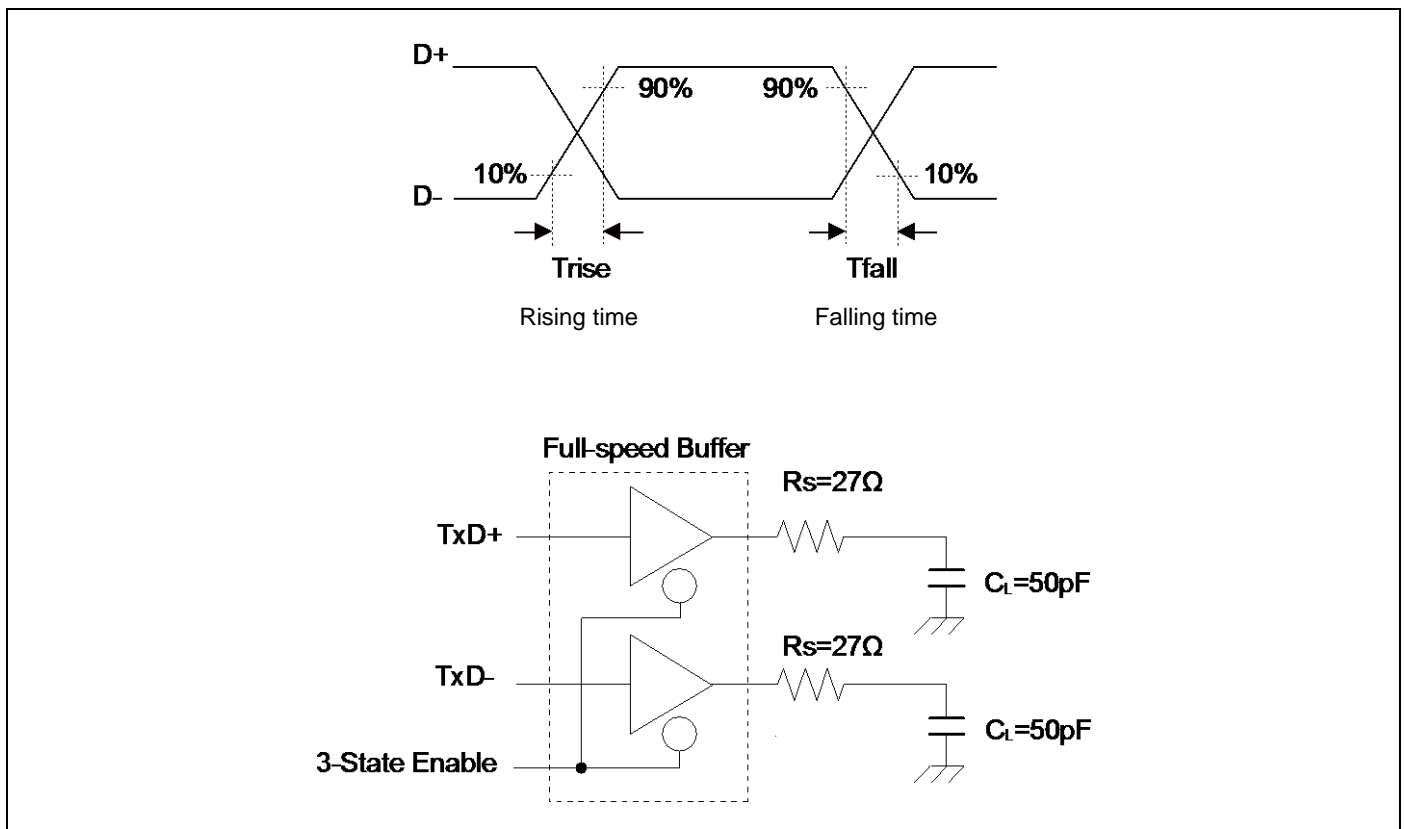 D+
90%
90%
10%
10%
D-
Trise
Tfall
Rising time
Falling time
Full-speed Buffer
Rs=27Ω
TxD+
CL=50pF
Rs=27Ω
TxD-
CL=50pF
3-State Enable